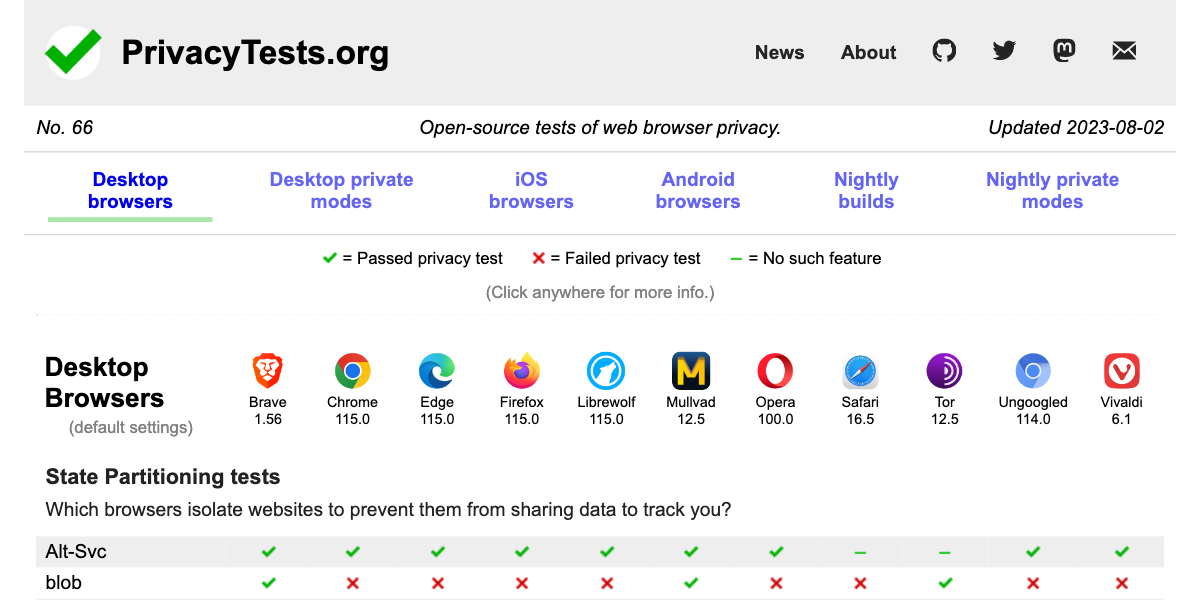 PrivacyTests.org
News About
No. 66 Open-source tests of web browser privacy. Updated 2023-08-02
Desktop browsers Desktop private modes iOS browsers Android browsers Nightly builds Nightly private modes
✓ = Passed privacy test ✗ = Failed privacy test – = No such feature
(Click anywhere for more info.)
Desktop Browsers
(default settings)
Brave 1.56
Chrome 115.0
Edge 115.0
Firefox 115.0
Librewolf 115.0
Mullvad 12.5
Opera 100.0
Safari 16.5
Tor 12.5
Ungoogled 114.0
Vivaldi 6.1
State Partitioning tests
Which browsers isolate websites to prevent them from sharing data to track you?
Alt-Svc ✓ ✓ ✓ ✓ ✓ ✓ ✓ – – ✓ ✓
blob ✓ ✗ ✗ ✗ ✗ ✓ ✗ ✗ ✓ ✗ ✗